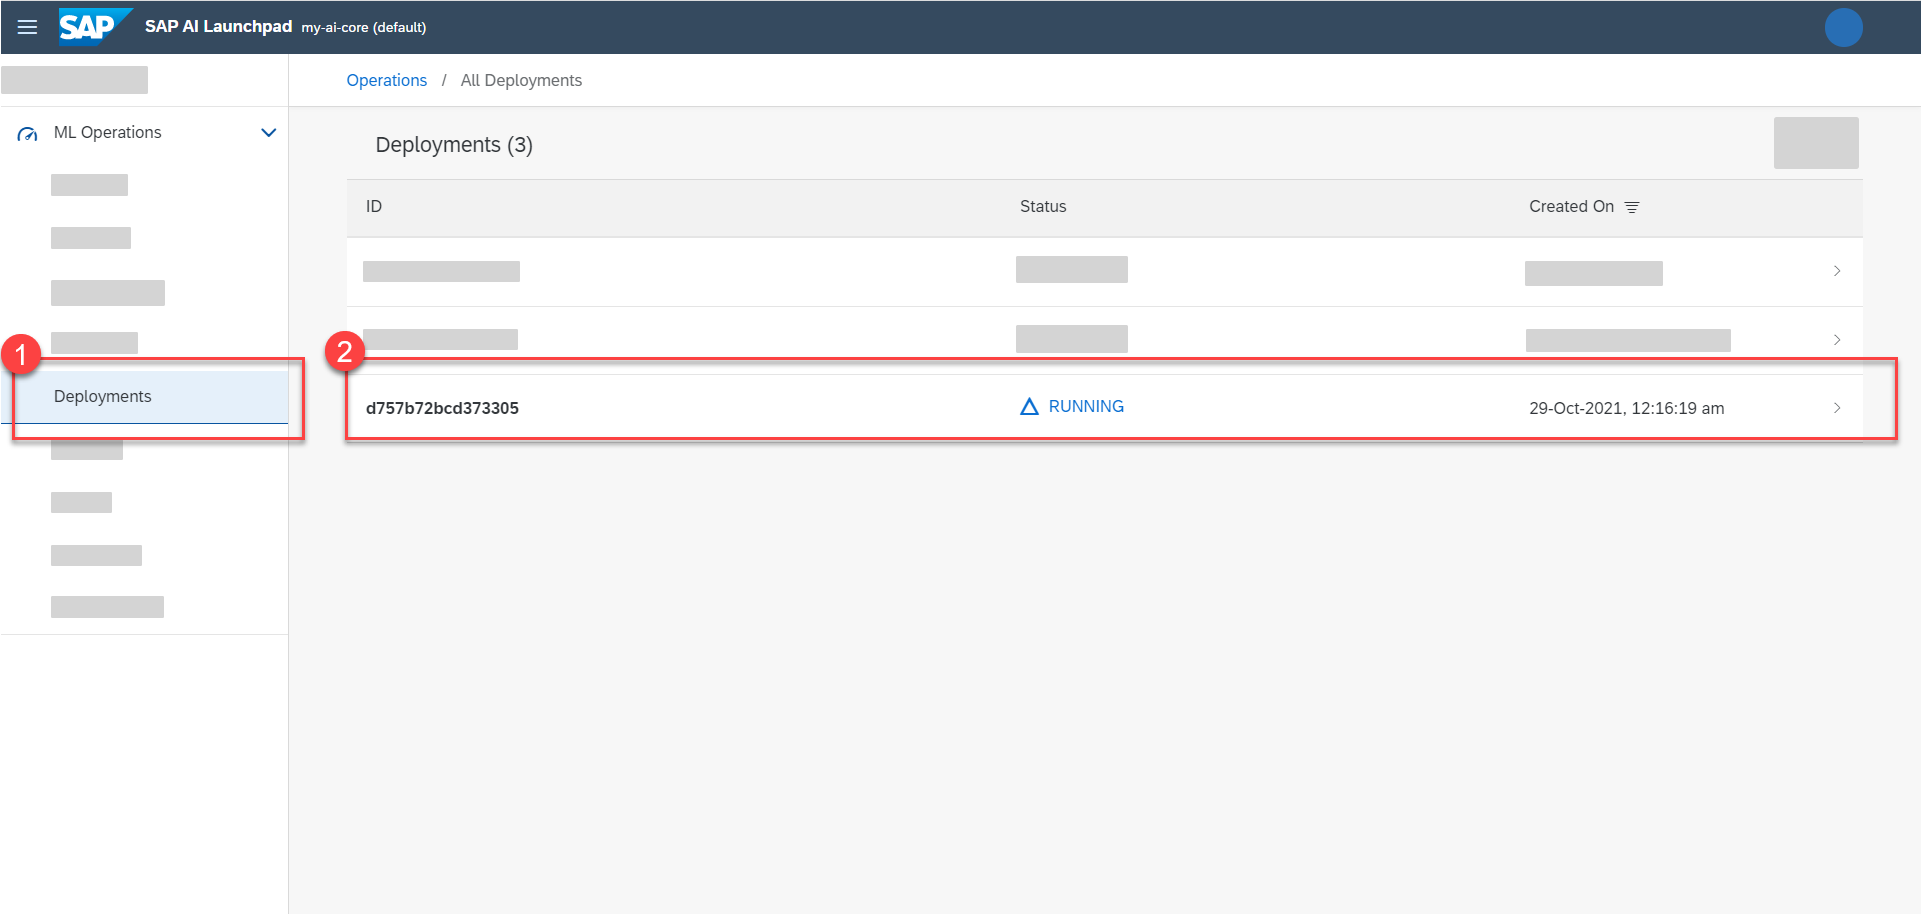 SAP SAP AI Launchpad my-ai-core (default)
Operations / All Deployments
ML Operations
Deployments (3)
ID Status Created On
1
2
Deployments
d757b72bcd373305 RUNNING 29-Oct-2021, 12:16:19 am